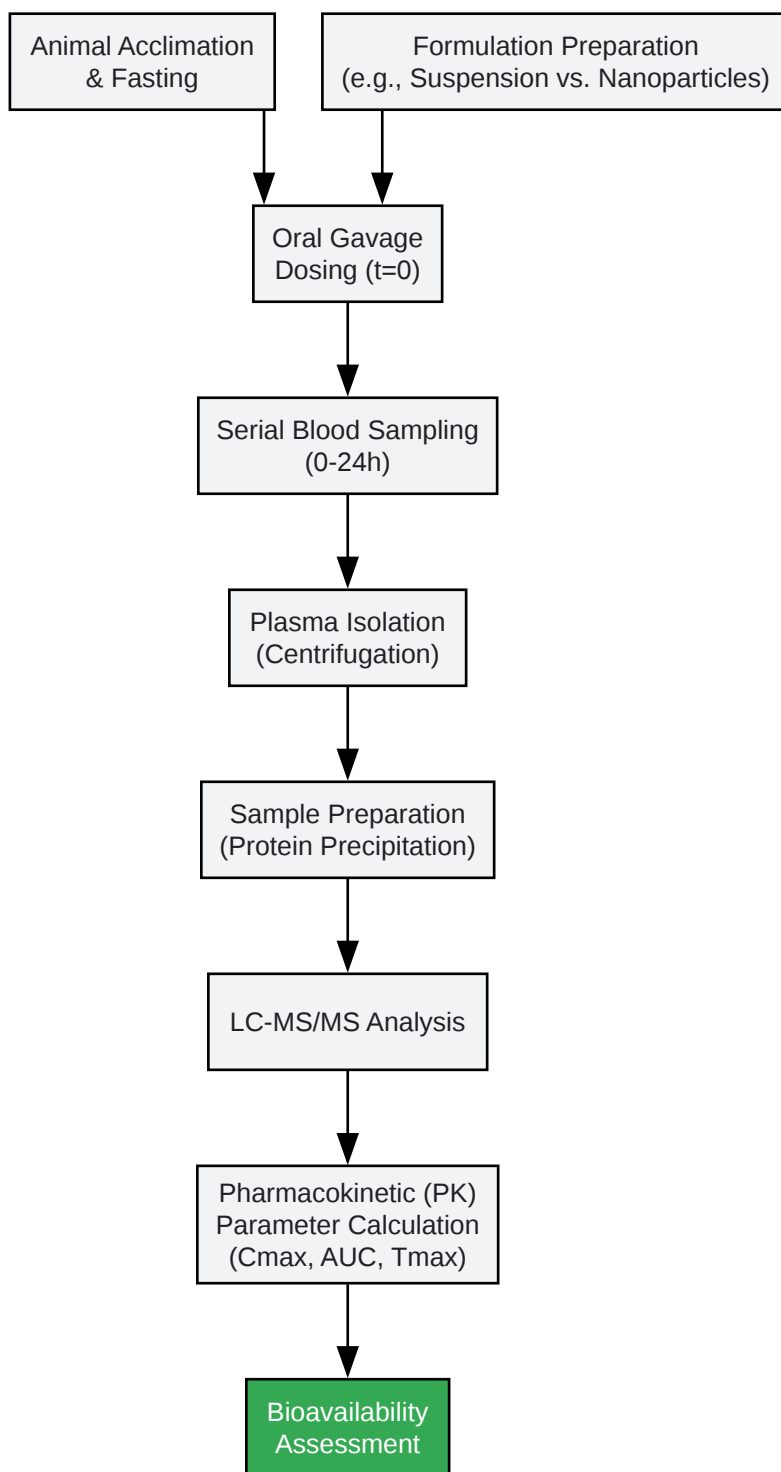 Animal Acclimation
& Fasting
Formulation Preparation
(e.g., Suspension vs. Nanoparticles)
Oral Gavage
Dosing (t=0)
Serial Blood Sampling
(0-24h)
Plasma Isolation
(Centrifugation)
Sample Preparation
(Protein Precipitation)
LC-MS/MS Analysis
Pharmacokinetic (PK)
Parameter Calculation
(Cmax, AUC, Tmax)
Bioavailability
Assessment